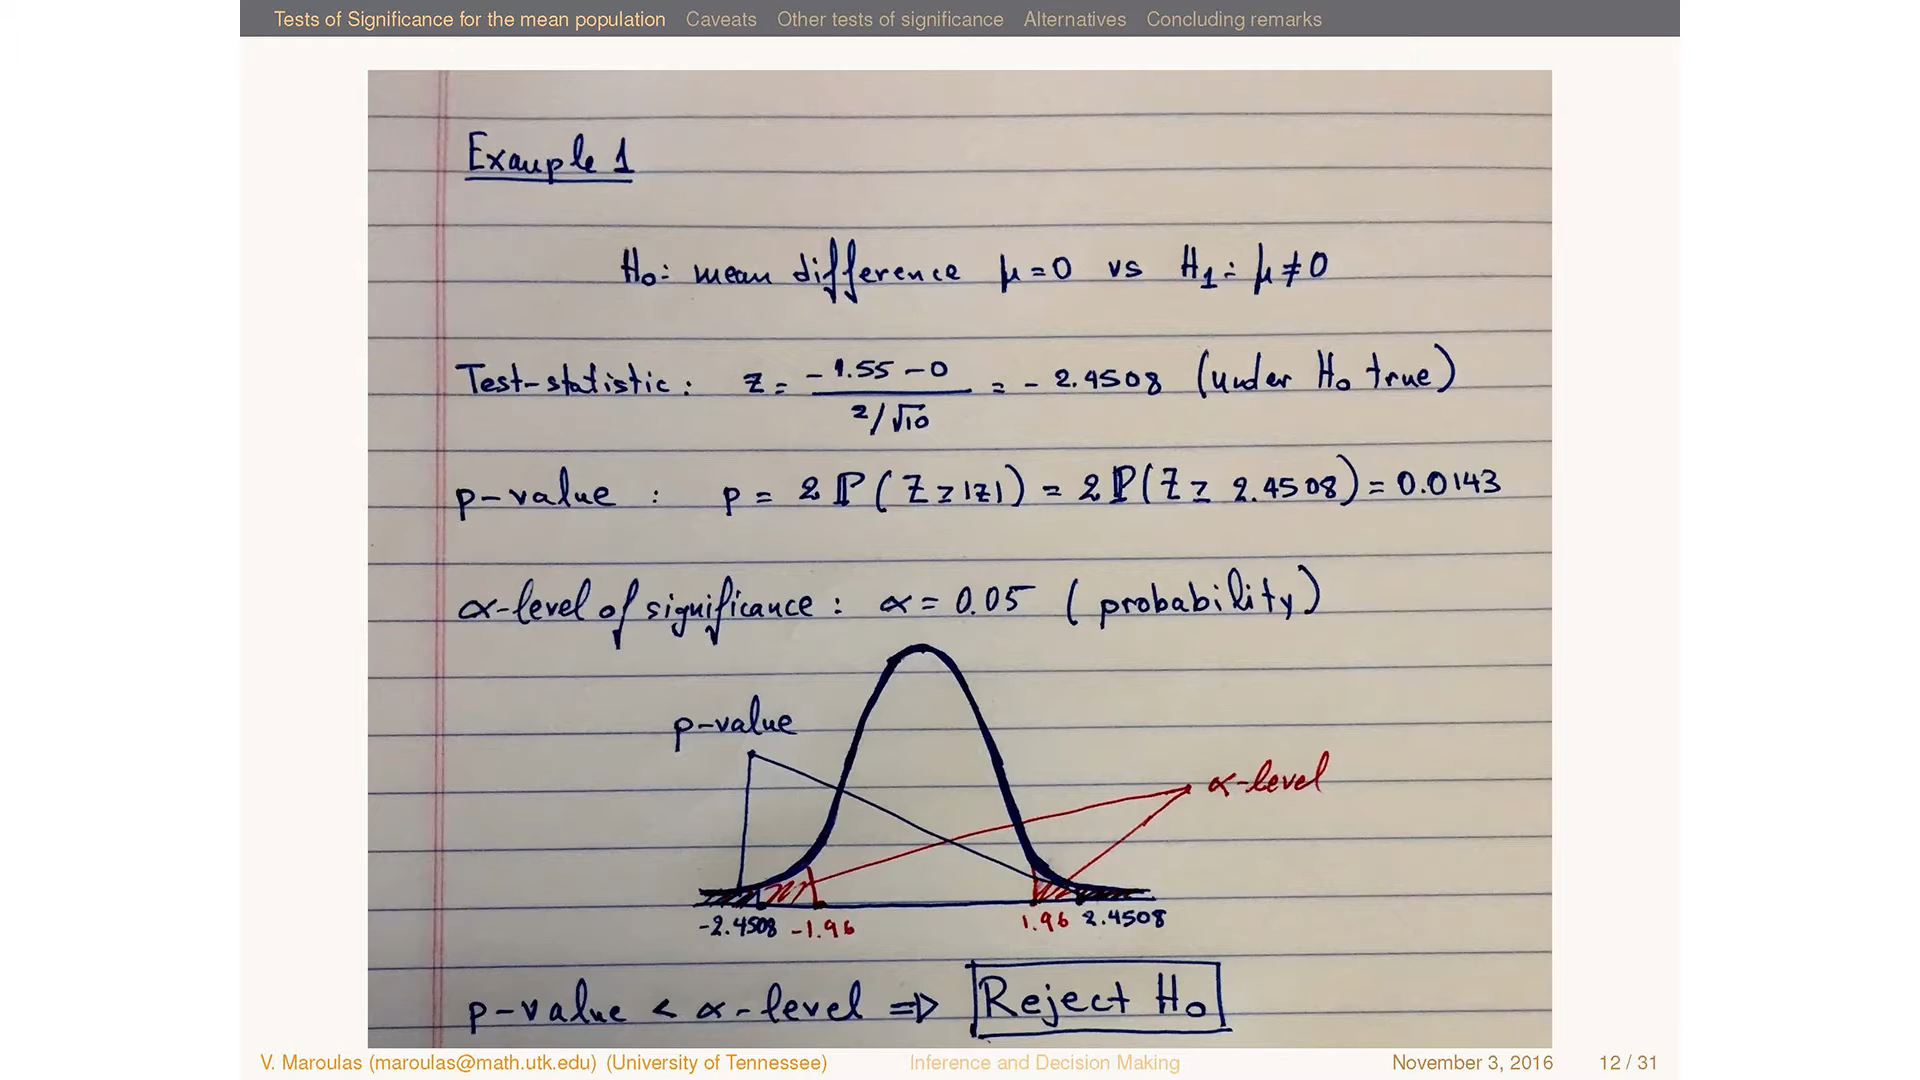 Tests of Significance for the mean population Caveats Other tests of significance Alternatives Concluding remarks
Example 1
H₀: mean difference μ=0 vs H₁: μ≠0
Test-statistic: z = (-1.55-0)/(2/√10) = -2.4508 (under H₀ true)
p-value : p = 2ℙ(Z≥|z|) = 2ℙ(Z≥ 2.4508) = 0.0143
α-level of significance: α = 0.05 (probability)
p-value
α-level
-2.4508 -1.96 1.96 2.4508
p-value < α-level ⇒ Reject H₀
V. Maroulas (maroulas@math.utk.edu) (University of Tennessee) Inference and Decision Making November 3, 2016 12 / 31